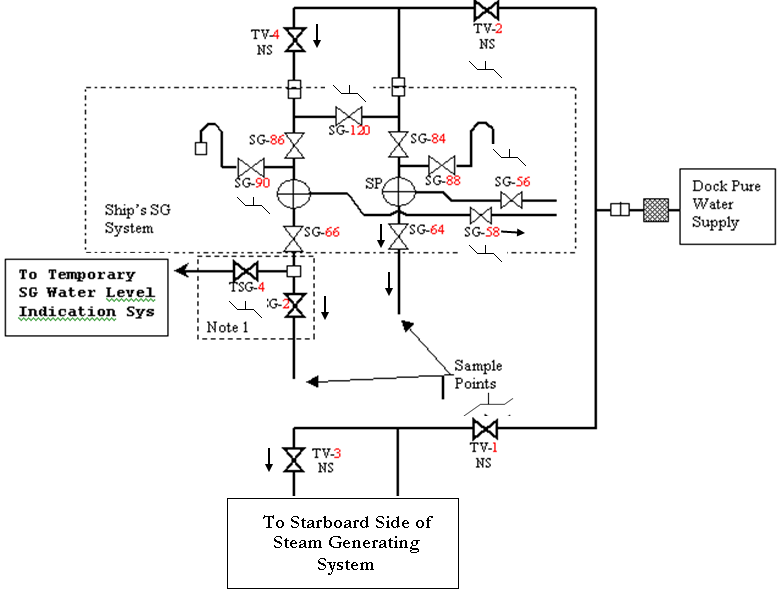 TV-4
NS
TV-2
NS
SG-120
SG-86
SG-84
SG-90
SP
SG-88
SG-56
Ship's SG
System
SG-66
SG-64
SG-58
Dock Pure
Water
Supply
To Temporary
SG Water Level
Indication Sys
TSG-4
SG-2
Note 1
Sample
Points
TV-3
NS
TV-1
NS
To Starboard Side of
Steam Generating
System